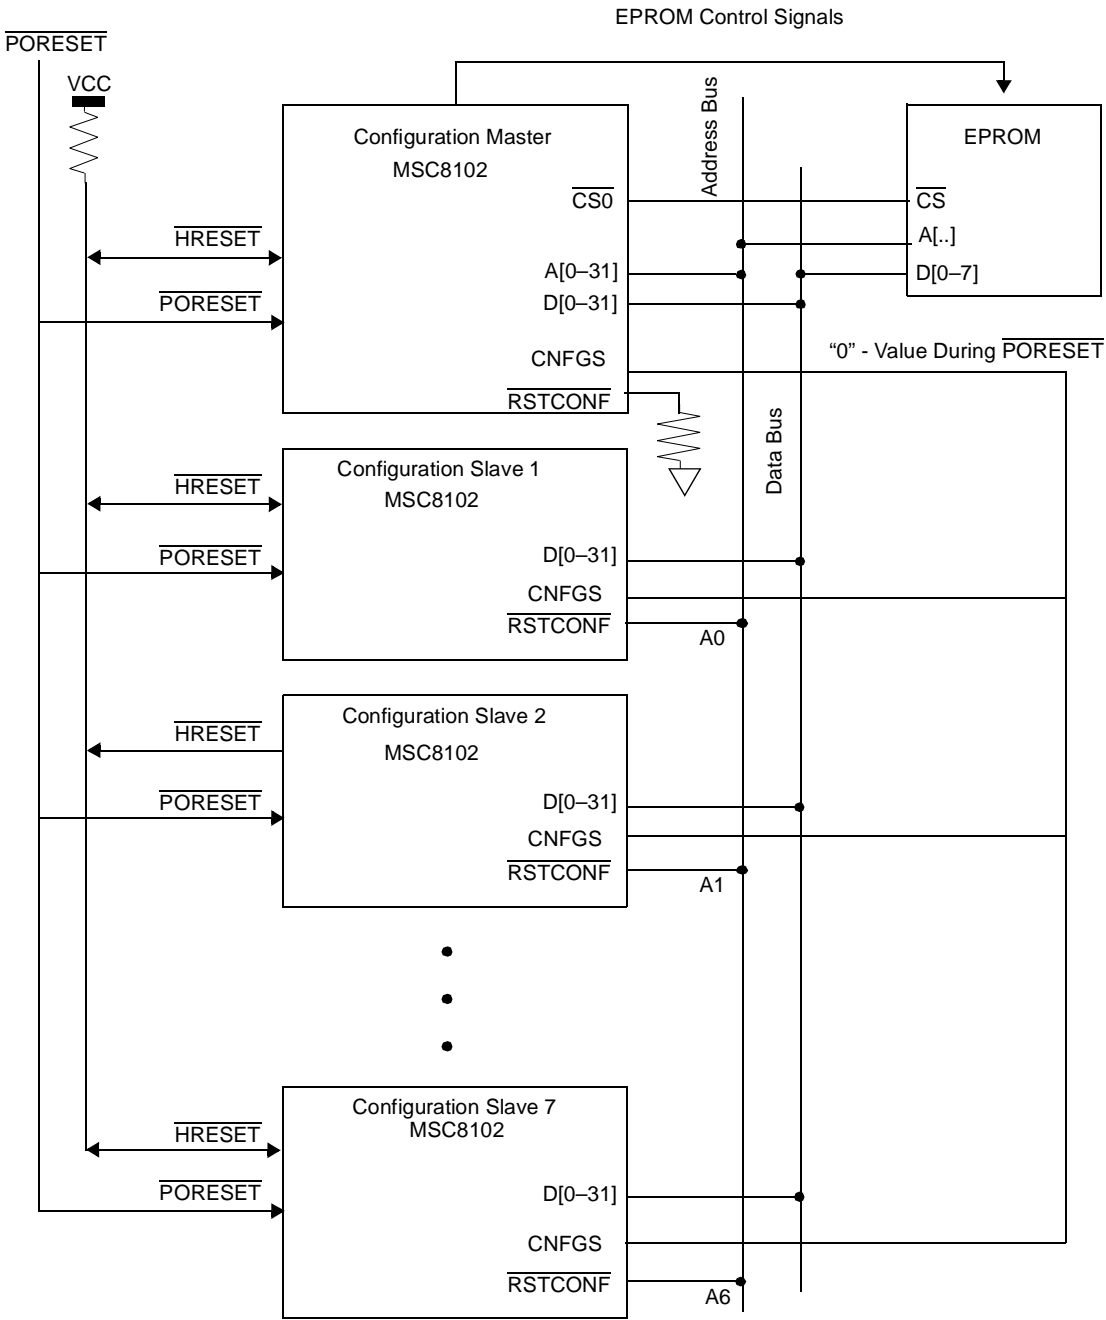 EPROM Control Signals
PORESET
VCC
Address Bus
Configuration Master
MSC8102
EPROM
CS0
CS
HRESET
A[..]
A[0–31]
D[0–7]
PORESET
D[0–31]
“0” - Value During PORESET
CNFGS
RSTCONF
Data Bus
Configuration Slave 1
MSC8102
HRESET
PORESET
D[0–31]
CNFGS
RSTCONF
A0
Configuration Slave 2
MSC8102
HRESET
PORESET
D[0–31]
CNFGS
RSTCONF
A1
Configuration Slave 7
MSC8102
HRESET
PORESET
D[0–31]
CNFGS
RSTCONF
A6